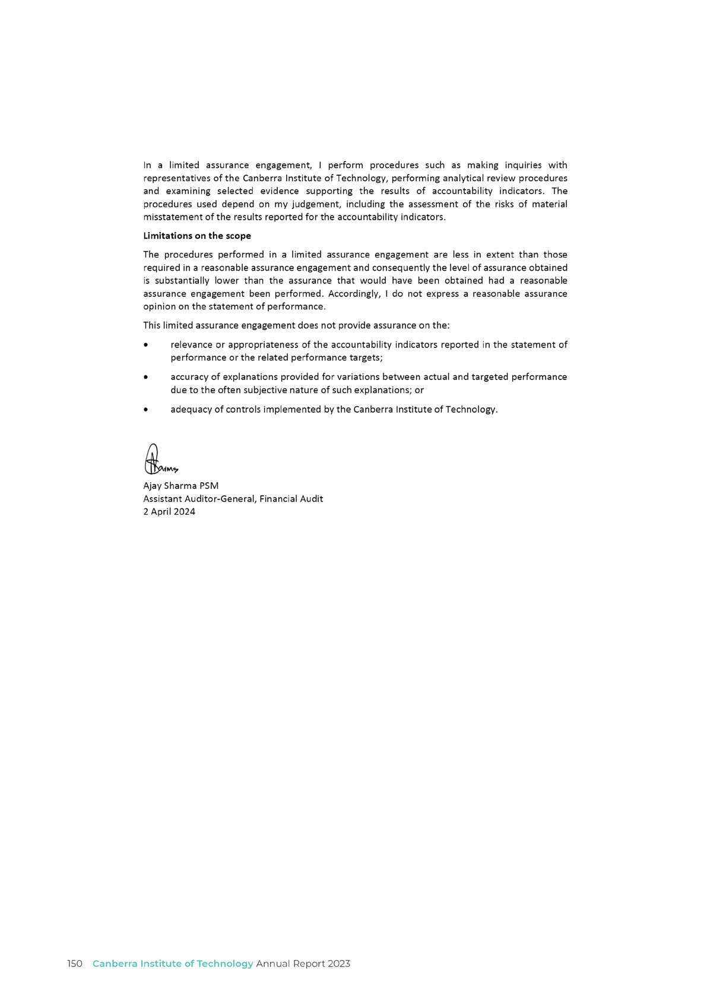 In a limited assurance engagement, I perform procedures such as making inquiries with
representatives of the Canberra Institute of Technology, performing analytical review procedures
and examining selected evidence supporting the results of accountability indicators. The
procedures used depend on my judgement, including the assessment of the risks of material
misstatement of the results reported for the accountability indicators.
Limitations on the scope
The procedures performed in a limited assurance engagement are less in extent than those
required in a reasonable assurance engagement and consequently the level of assurance obtained
is substantially lower than the assurance that would have been obtained had a reasonable
assurance engagement been performed. Accordingly, I do not express a reasonable assurance
opinion on the statement of performance.
This limited assurance engagement does not provide assurance on the:
• relevance or appropriateness of the accountability indicators reported in the statement of
performance or the related performance targets;
• accuracy of explanations provided for variations between actual and targeted performance
due to the often subjective nature of such explanations; or
• adequacy of controls implemented by the Canberra Institute of Technology.
Ajay Sharma PSM
Assistant Auditor-General, Financial Audit
2 April 2024
150 Canberra Institute of Technology Annual Report 2023